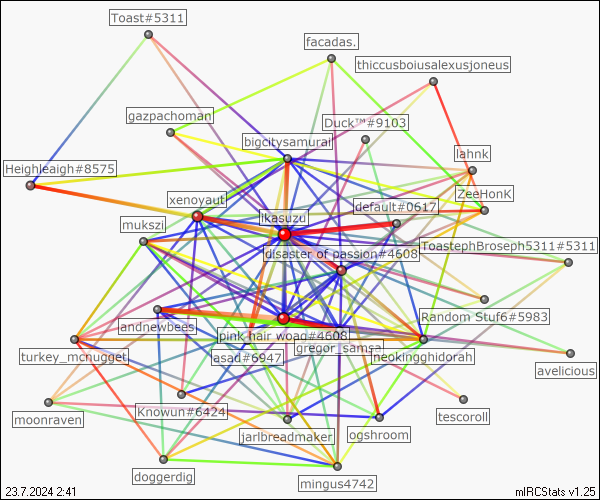 Toast#5311
facadas.
thiccusboiusalexusjoneus
gazpachoman
Duck™#9103
bigcitysamurai
lahnk
Heighleigh#8575
xenoyaut
ZeeHonK
default#0617
ikasuzu
mukszi
ToastephBroseph5311#5311
disaster of passion#4608
Random Stuf6#5983
andnewbees
pink hair woag#4608
gregor_samsa
turkey_mcnugget
asad#6947
neokingghidorah
avelicious
Knowun#6424
tescoroll
moonraven
jarlbreadmaker
ogshroom
doggerdig
mingus4742
23.7.2024 2:41
mIRCStats v1.25